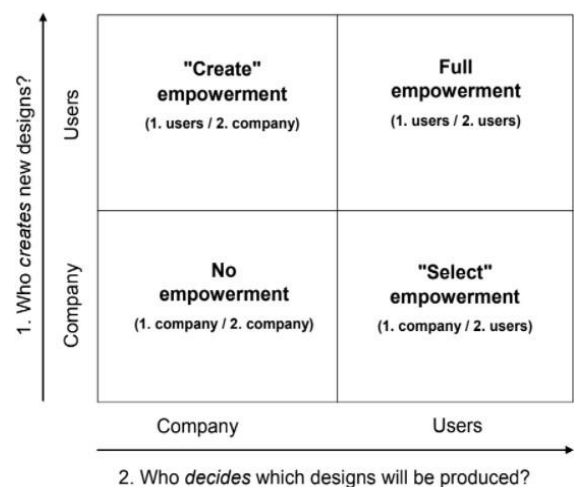 1. Who creates new designs?
Users
Company
"Create"
empowerment
(1. users / 2. company)
Full
empowerment
(1. users / 2. users)
No
empowerment
(1. company / 2. company)
"Select"
empowerment
(1. company / 2. users)
Company
Users
2. Who decides which designs will be produced?